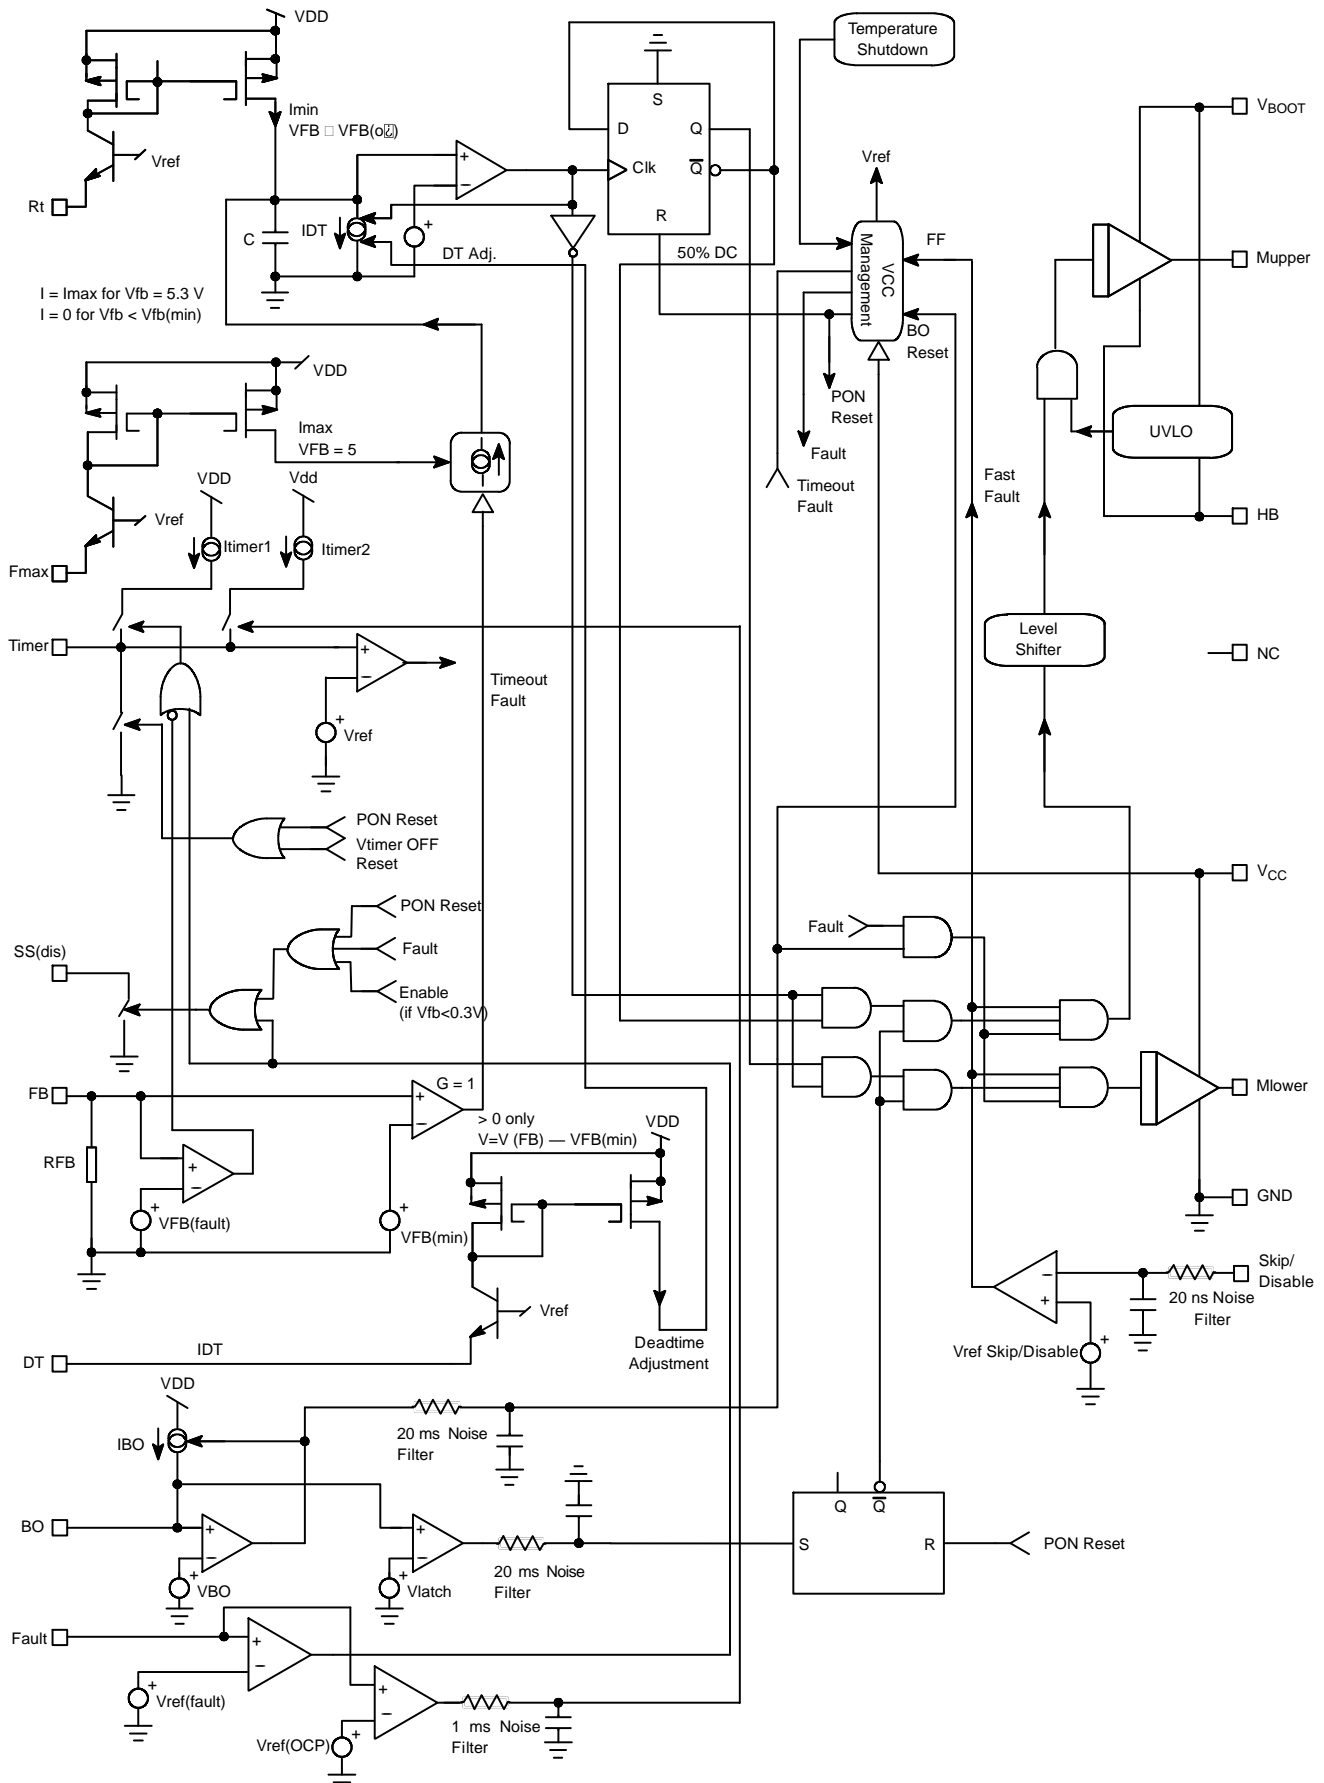 VDD
Temperature
Shutdown
S
D
Q
Clk
Q
R
Imin
VFB □ VFB(o
Vref
Rt
C
IDT
+
−
+
DT Adj.
50% DC
Vref
FF
VCC
Management
BO
Reset
PON
Reset
Fault
Timeout
Fault
VBOOT
Mupper
UVLO
HB
I = Imax for Vfb = 5.3 V
I = 0 for Vfb < Vfb(min)
VDD
Imax
VFB = 5
VDD
Vdd
Vref
Itimer1
Itimer2
Fmax
Fast
Fault
Timer
+
−
Timeout
Fault
+
Vref
Level
Shifter
NC
PON Reset
Vtimer OFF
Reset
VCC
PON Reset
Fault
Enable
(if Vfb<0.3V)
SS(dis)
Fault
FB
G = 1
+
−
> 0 only
V=V (FB) — VFB(min)
VDD
RFB
+
−
+
VFB(fault)
+
VFB(min)
Mlower
GND
Vref
Deadtime
Adjustment
Skip/
Disable
−
+
20 ns Noise
Filter
Vref Skip/Disable
+
DT
IDT
VDD
IBO
20 ms Noise
Filter
BO
+
−
+
VBO
+
−
+
Vlatch
20 ms Noise
Filter
Q
Q
S
R
PON Reset
Fault
+
−
+
Vref(fault)
+
−
+
Vref(OCP)
1 ms Noise
Filter